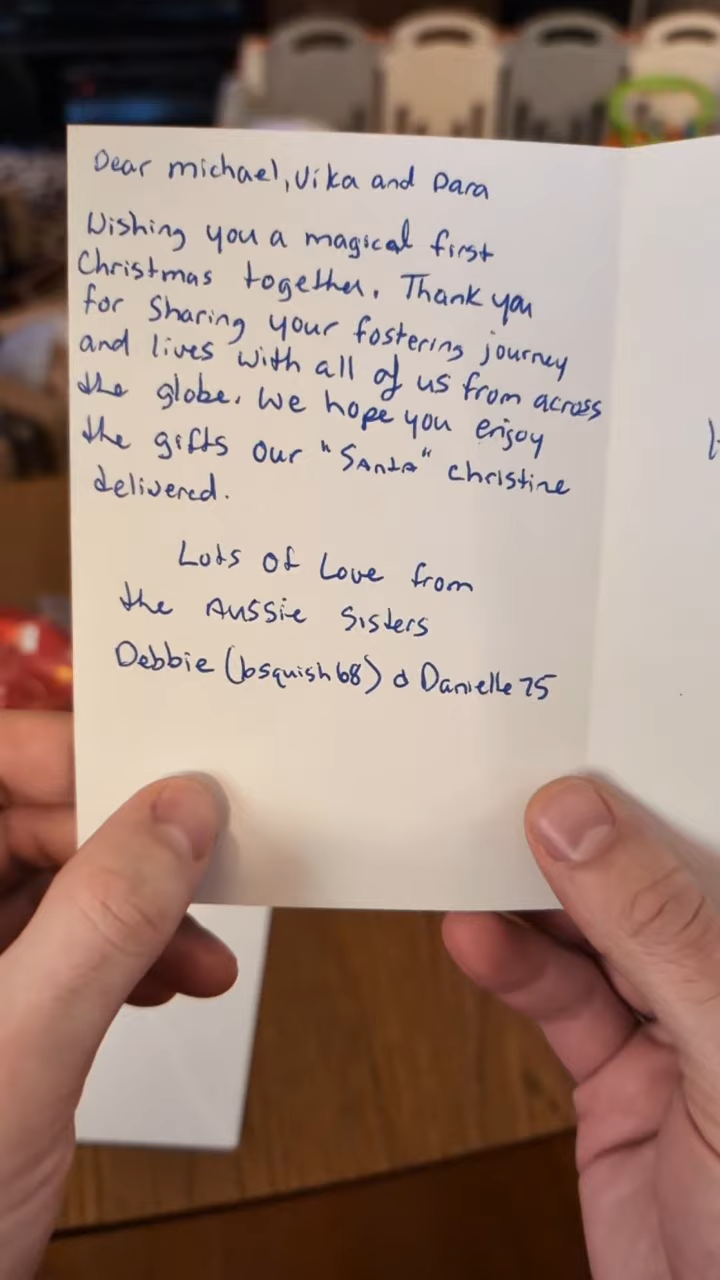 Dear michael, Vika and Dara
Wishing you a magical first
Christmas together. Thank you
for Sharing your fostering journey
and lives with all of us from across
the globe. We hope you enjoy
the gifts our "Santa" christine
delivered.
Lots of Love from
the Aussie Sisters
Debbie (bsquish68) & Danielle75